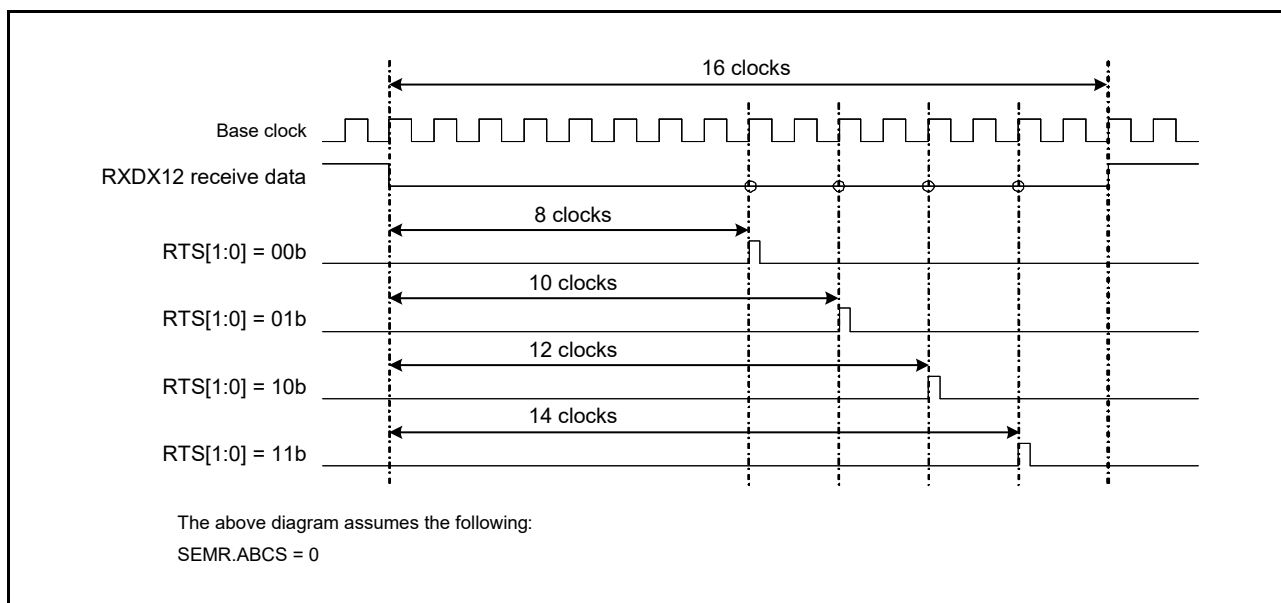 16 clocks
Base clock
RXDX12 receive data
8 clocks
RTS[1:0] = 00b
10 clocks
RTS[1:0] = 01b
12 clocks
RTS[1:0] = 10b
14 clocks
RTS[1:0] = 11b
The above diagram assumes the following:
SEMR.ABCS = 0